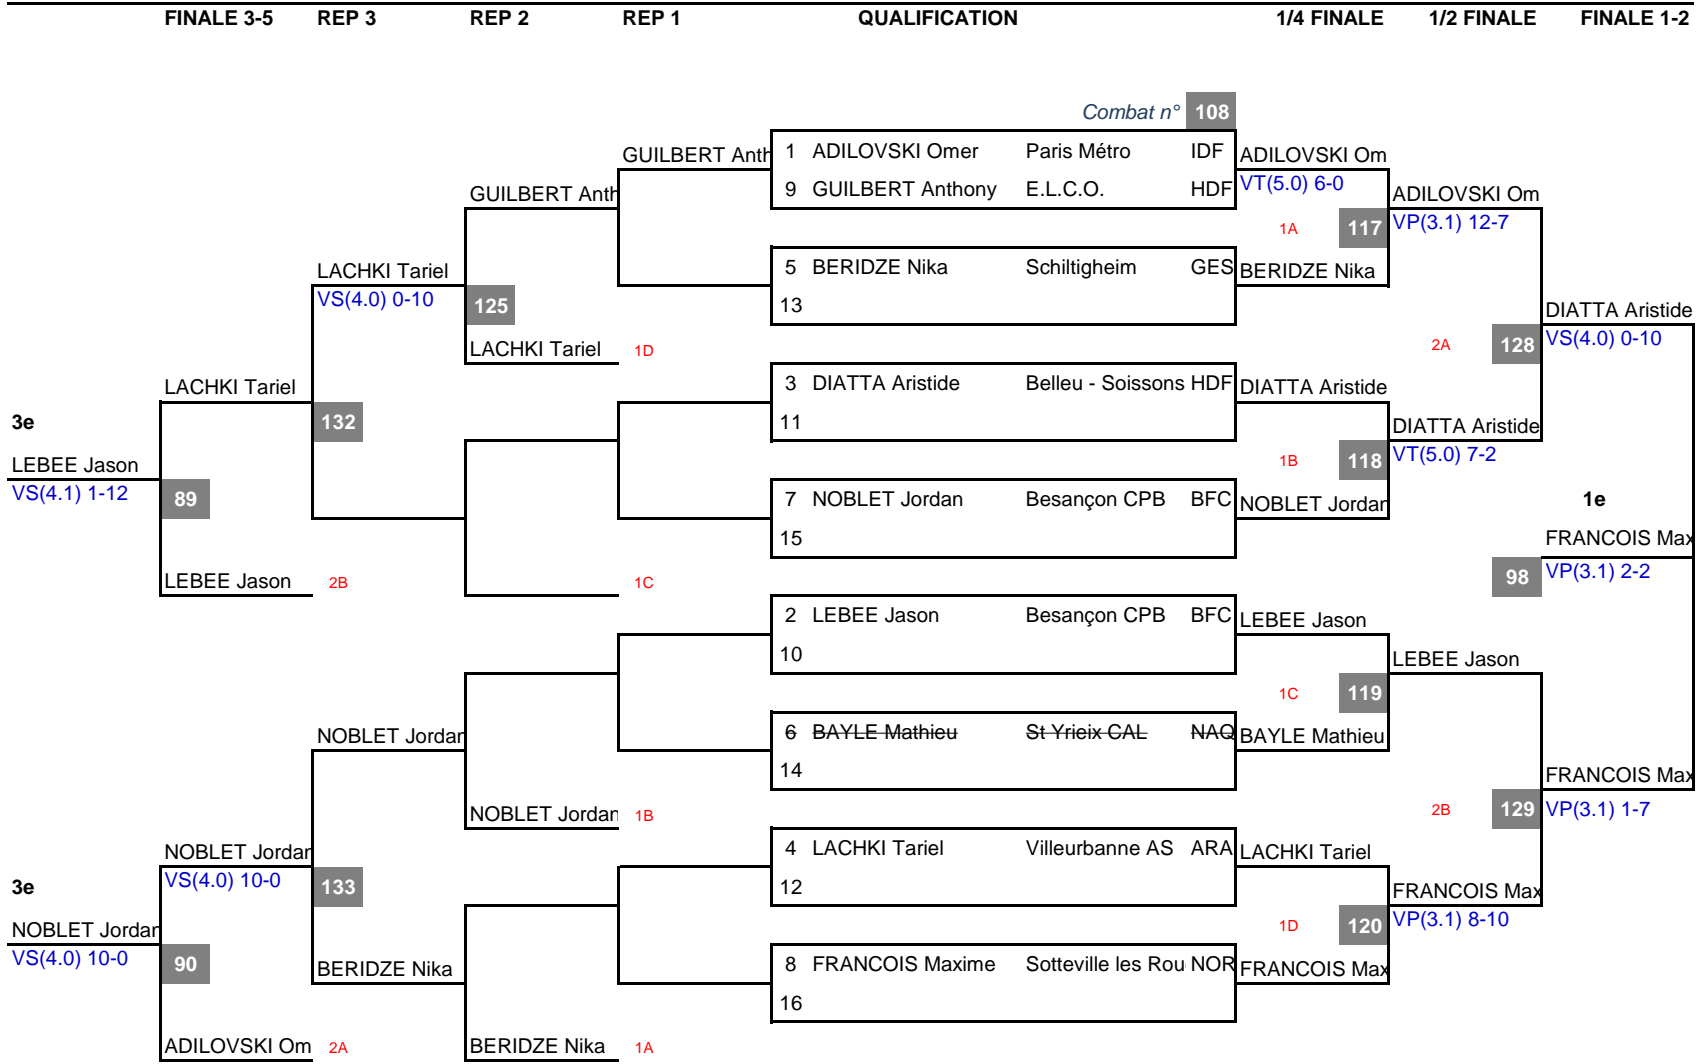 FINALE 3-5 REP 3 REP 2 REP 1 QUALIFICATION 1/4 FINALE 1/2 FINALE FINALE 1-2
Combat n° 108
GUILBERT Anth 1 ADILOVSKI Omer Paris Métro IDF ADILOVSKI Om
GUILBERT Anth 9 GUILBERT Anthony E.L.C.O. HDF VT(5.0) 6-0 ADILOVSKI Om
1A 117 VP(3.1) 12-7
LACHKI Tariel 5 BERIDZE Nika Schiltigheim GES BERIDZE Nika
VS(4.0) 0-10 125 13 DIATTA Aristide
LACHKI Tariel 1D 2A 128 VS(4.0) 0-10
LACHKI Tariel 3 DIATTA Aristide Belleu - Soissons HDF DIATTA Aristide
3e 132 11 DIATTA Aristide
LEBEE Jason 1B 118 VT(5.0) 7-2
VS(4.1) 1-12 89 7 NOBLET Jordan Besançon CPB BFC NOBLET Jordan 1e
15 FRANCOIS Max
LEBEE Jason 2B 1C 98 VP(3.1) 2-2
2 LEBEE Jason Besançon CPB BFC LEBEE Jason
10 LEBEE Jason
1C 119
NOBLET Jordan 6 BAYLE Mathieu St Yrieix CAL NAQ BAYLE Mathieu
14 FRANCOIS Max
NOBLET Jordan 1B 2B 129 VP(3.1) 1-7
NOBLET Jordan 4 LACHKI Tariel Villeurbanne AS ARA LACHKI Tariel
3e VS(4.0) 10-0 133 12 FRANCOIS Max
NOBLET Jordan 1D 120 VP(3.1) 8-10
VS(4.0) 10-0 90 BERIDZE Nika 8 FRANCOIS Maxime Sotteville les Rou NOR FRANCOIS Max
16
ADILOVSKI Om 2A BERIDZE Nika 1A